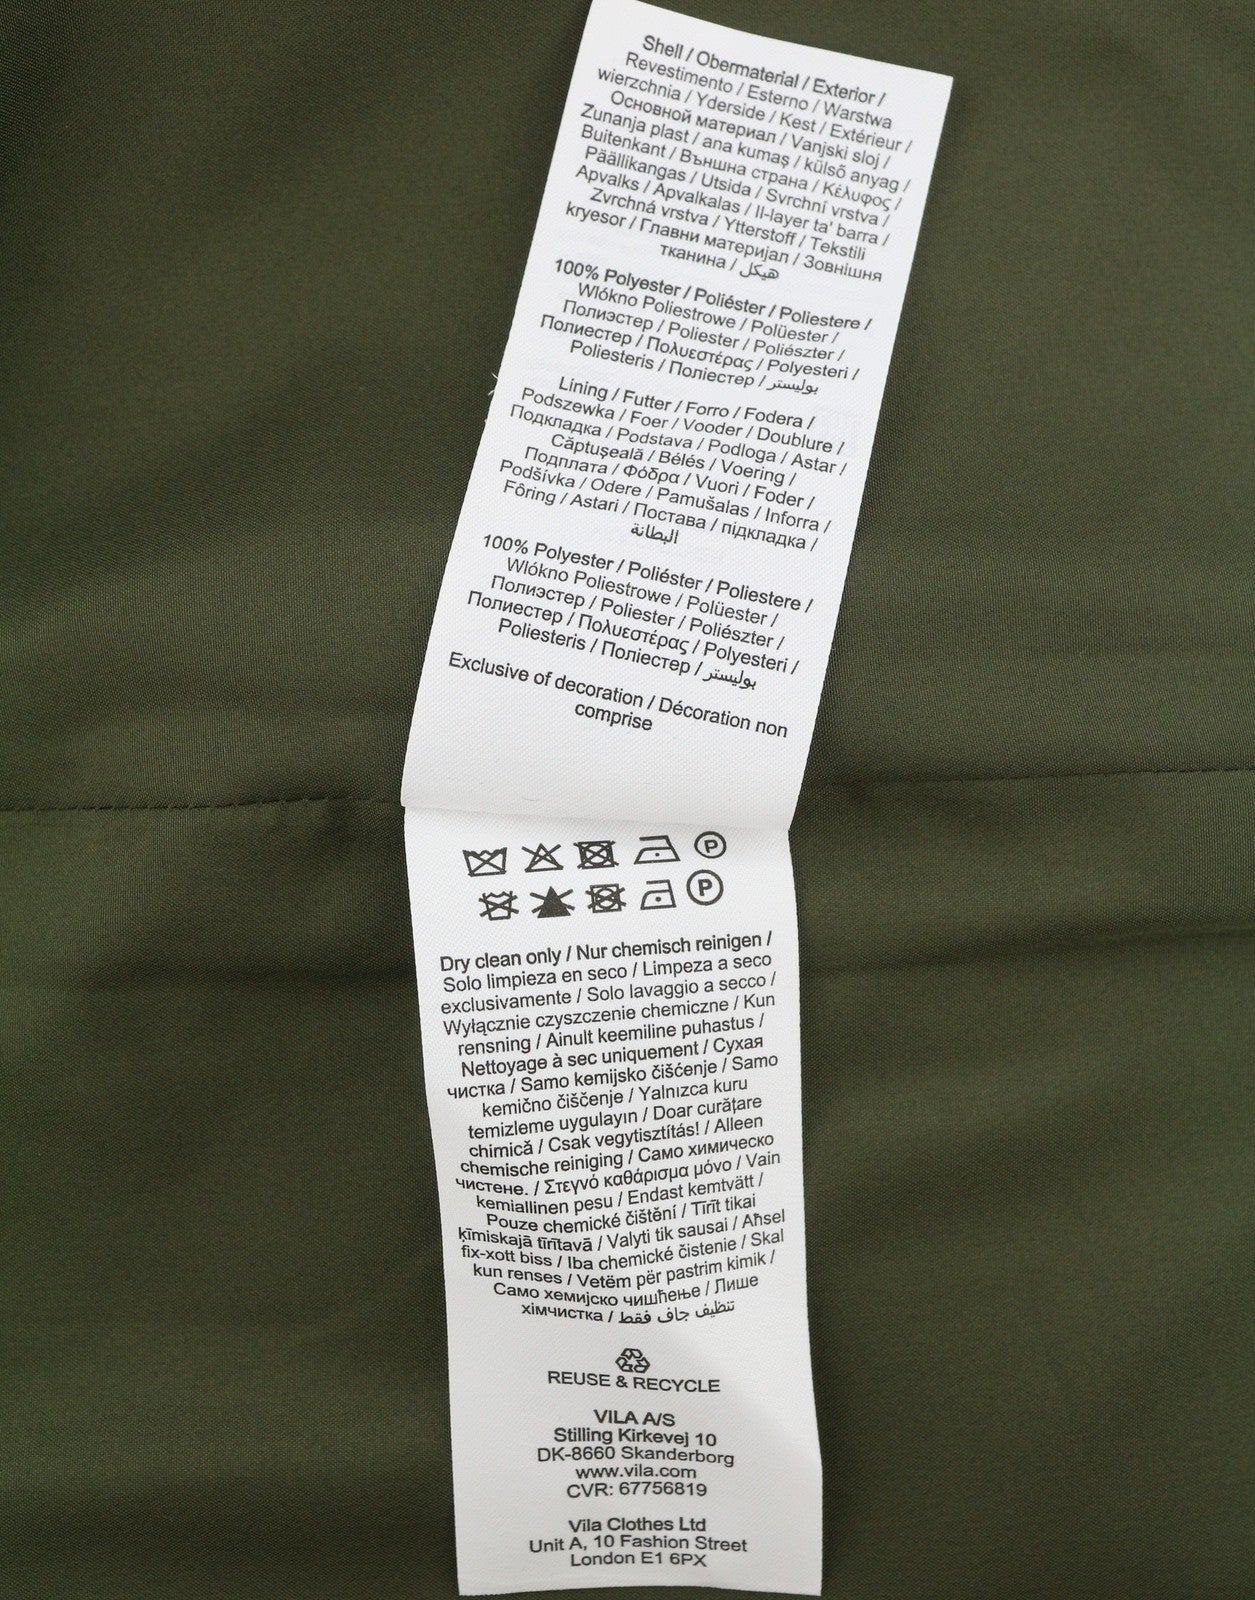 Shell / Obermaterial / Exterior /
Revestimento / Esterno / Warstwa
wierzchnia / Yderside / Kest / Extérieur /
Основной материал / Vanjski sloj /
Zunanja plast / ana kumaş / külső anyag /
Buitenkant / Външна страна / Κέλυφος /
Päällikangas / Utsida / Svrchní vrstva /
Apvalks / Apvalkalas / Il-layer ta' barra /
Zvrchná vrstva / Ytterstoff / Tekstili
kryesor / Главни материјал / Зовнішня
тканина / هيكل
100% Polyester / Poliéster / Poliestere /
Wlókno Poliestrowe / Polüester /
Полиэстер / Poliester / Poliészter /
Полиестер / Πολυεστέρας / Polyesteri /
Poliesteris / Поліестер / بوليستر
Lining / Futter / Forro / Fodera /
Podszewka / Foer / Vooder / Doublure /
Подкладка / Podstava / Podloga / Astar /
Căptușeală / Bélés / Voering /
Подплата / Φόδρα / Vuori / Foder /
Podšívka / Odere / Pamušalas / Inforra /
Fôring / Astari / Постава / підкладка /
البطانة
100% Polyester / Poliéster / Poliestere /
Wlókno Poliestrowe / Polüester /
Полиэстер / Poliester / Poliészter /
Полиестер / Πολυεστέρας / Polyesteri /
Poliesteris / Поліестер / بوليستر
Exclusive of decoration / Décoration non
comprise
P
P
Dry clean only / Nur chemisch reinigen /
Solo limpieza en seco / Limpeza a seco
exclusivamente / Solo lavaggio a secco /
Wyłącznie czyszczenie chemiczne / Kun
rensning / Ainult keemiline puhastus /
Nettoyage à sec uniquement / Сухая
чистка / Samo kemijsko čišćenje / Samo
kemično čiščenje / Yalnızca kuru
temizleme uygulayın / Doar curățare
chimică / Csak vegytisztítás! / Alleen
chemische reiniging / Само химическо
чистене. / Στεγνό καθάρισμα μόνο / Vain
kemiallinen pesu / Endast kemtvätt /
Pouze chemické čištění / Tīrīt tikai
ķīmiskajā tīrītavā / Valyti tik sausai / Aħsel
fix-xott biss / Iba chemické čistenie / Skal
kun renses / Vetëm për pastrim kimik /
Само хемијско чишћење / Лише
хімчистка / تنظيف جاف فقط
REUSE & RECYCLE
VILA A/S
Stilling Kirkevej 10
DK-8660 Skanderborg
www.vila.com
CVR: 67756819
Vila Clothes Ltd
Unit A, 10 Fashion Street
London E1 6PX